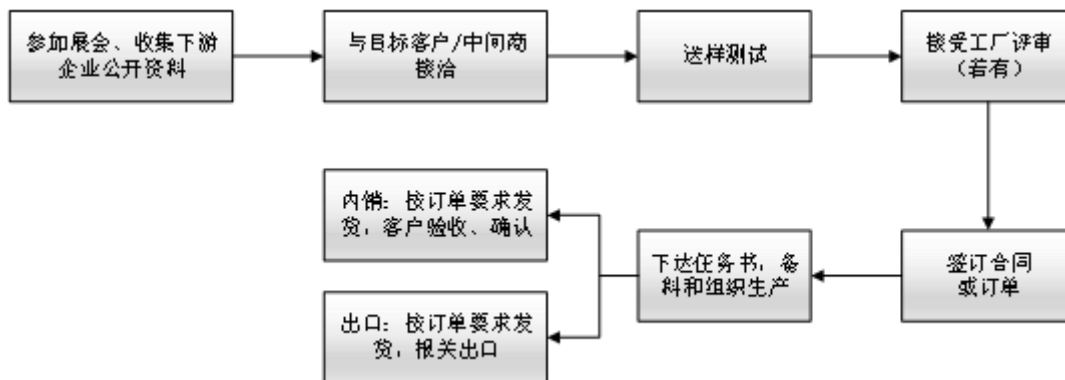 参加展会、收集下游
企业公开资料
与目标客户/中间商
接洽
送样测试
接受工厂评审
（若有）
签订合同
或订单
下达任务书，备
料和组织生产
内销：按订单要求发
货，客户验收、确认
出口：按订单要求发
货，报关出口